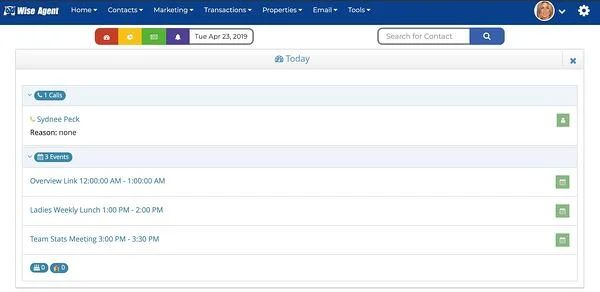 Wise Agent
Home Contacts Marketing Transactions Properties Email Tools
Tue Apr 23, 2019
Search for Contact
Today
1 Calls
Sydnee Peck
Reason: none
3 Events
Overview Link 12:00:00 AM - 1:00:00 AM
Ladies Weekly Lunch 1:00 PM - 2:00 PM
Team Stats Meeting 3:00 PM - 3:30 PM
0 0